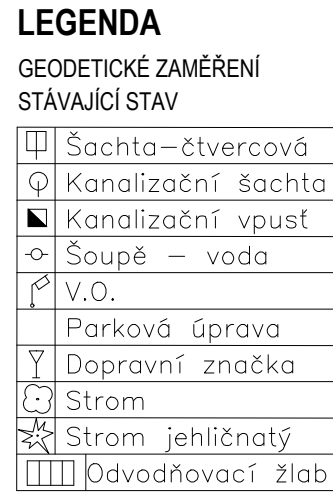 LEGENDA
GEODETICKÉ ZAMĚŘENÍ
STÁVAJÍCÍ STAV
Šachta-čtvercová
Kanalizační šachta
Kanalizační vpusť
Šoupě - voda
V.O.
Parková úprava
Dopravní značka
Strom
Strom jehličnatý
Odvodňovací žlab